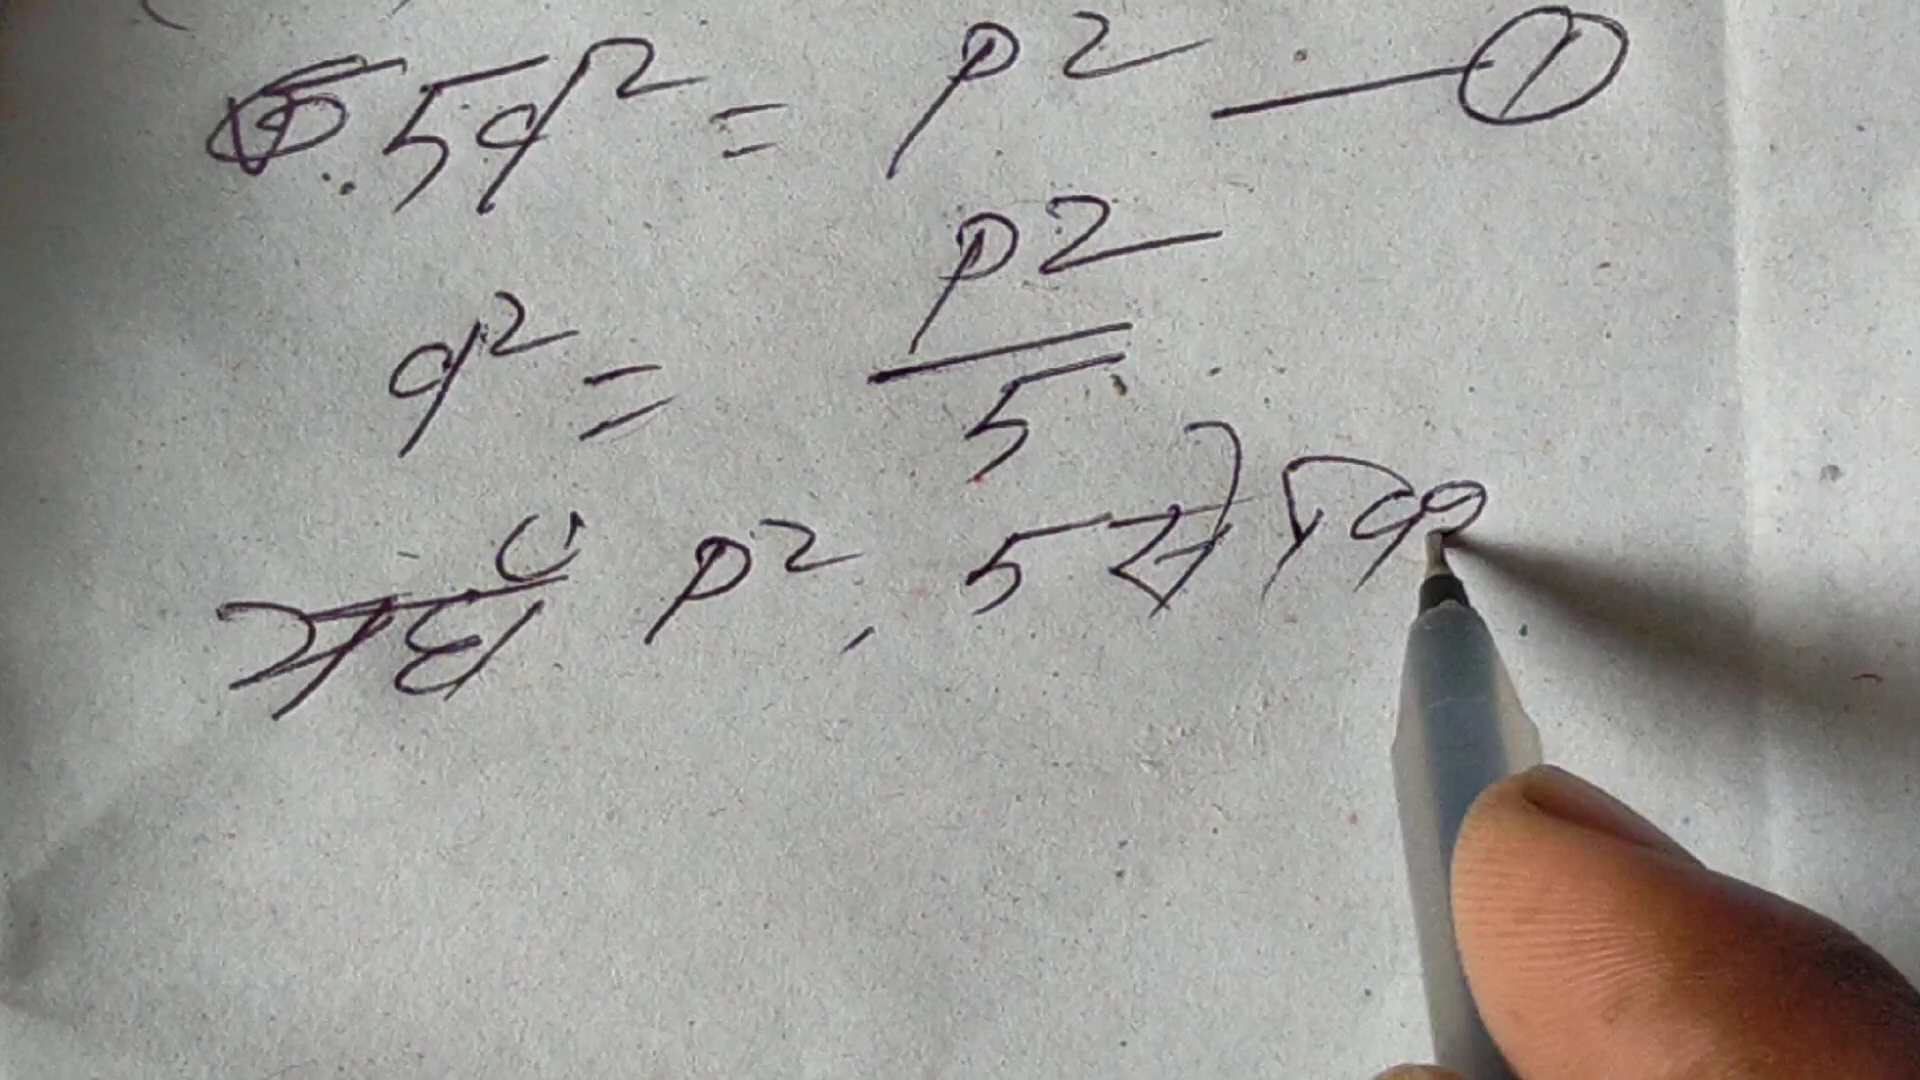 5q² = p² — ①
q² = p²/5
यहाँ p², 5 से वि